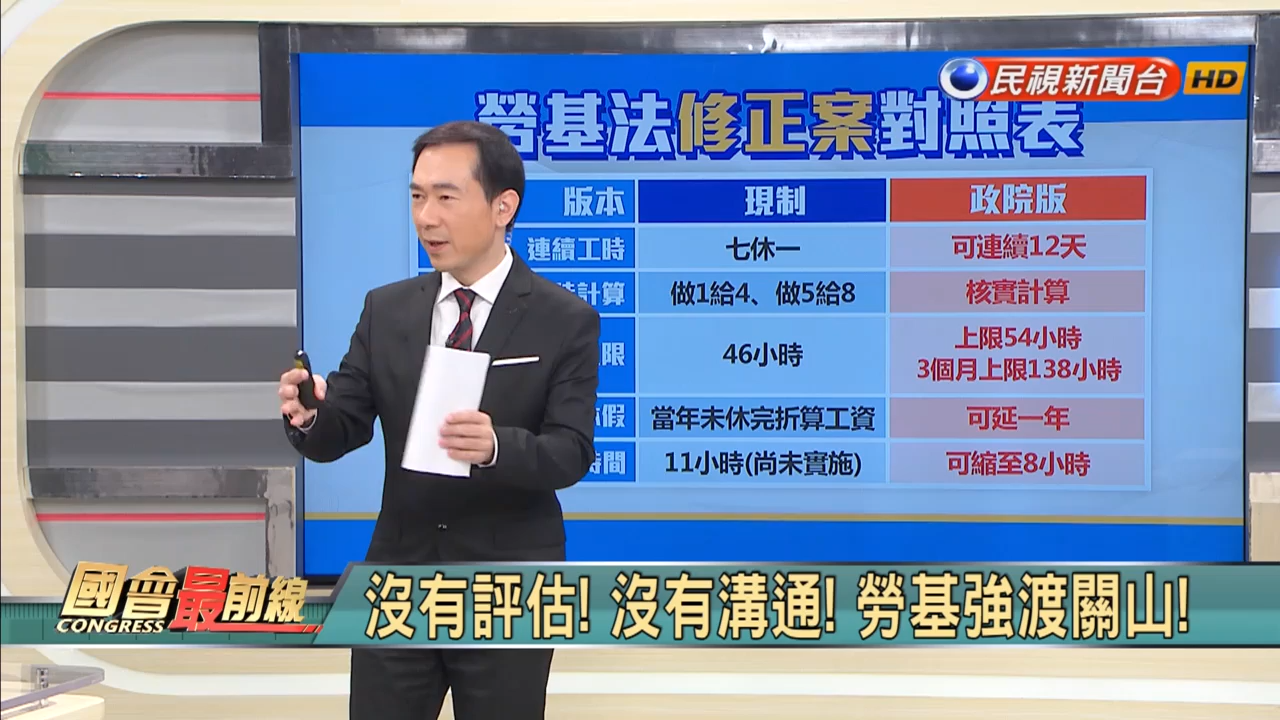 民視新聞台 HD
勞基法修正案對照表
版本 現制 政院版
連續工時 七休一 可連續12天
計算 做1給4、做5給8 核實計算
限 46小時 上限54小時
3個月上限138小時
假 當年未休完折算工資 可延一年
時間 11小時(尚未實施) 可縮至8小時
國會最前線
CONGRESS
沒有評估! 沒有溝通! 勞基強渡關山!